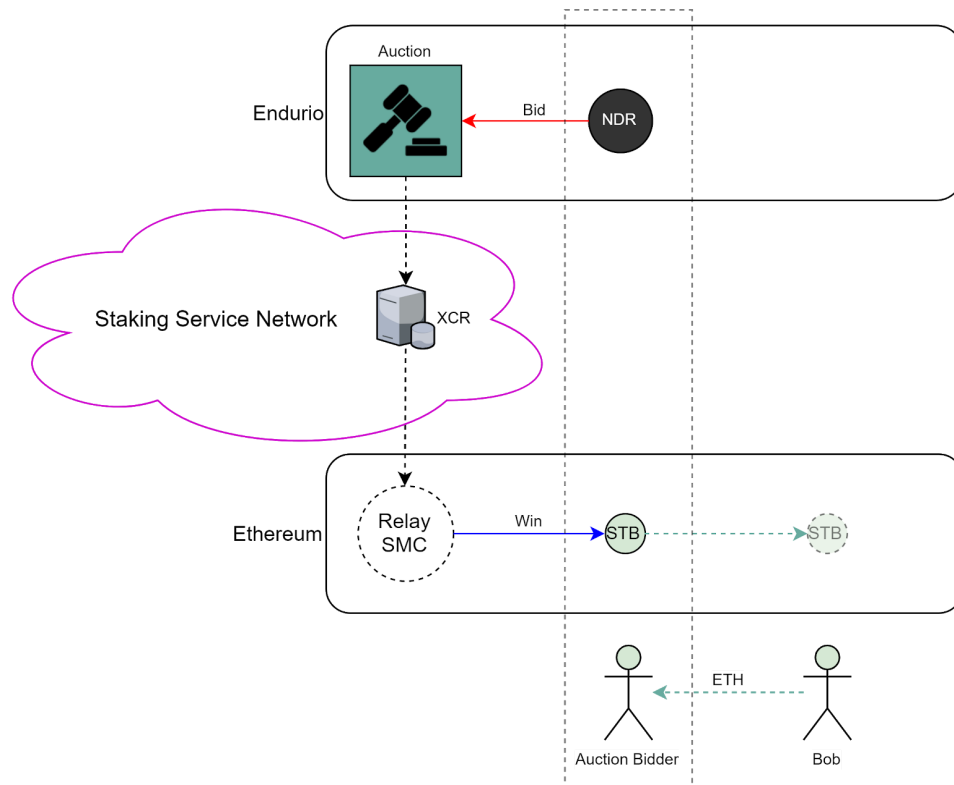 Auction
Endurio
Bid
NDR
Staking Service Network
XCR
Ethereum
Relay
SMC
Win
STB
STB
ETH
Auction Bidder
Bob